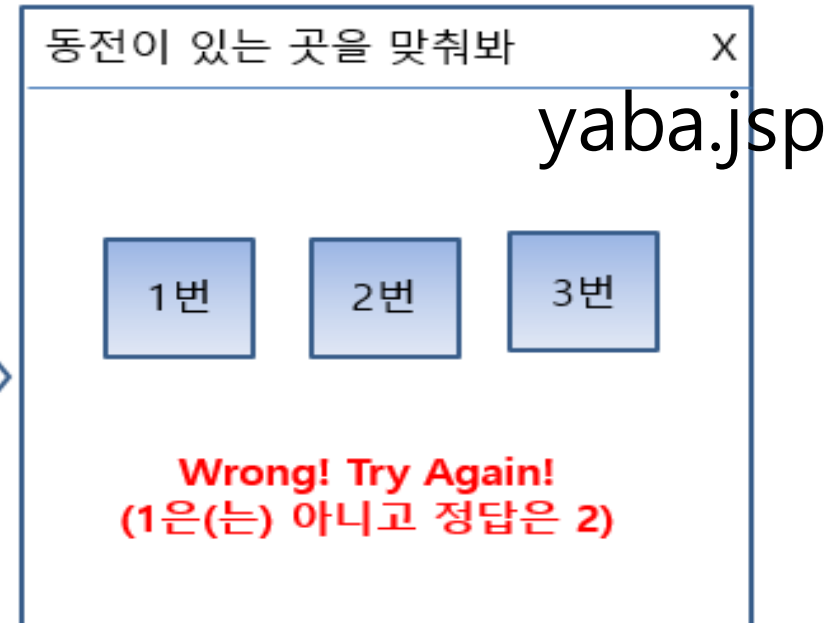 동전이 있는 곳을 맞춰봐 X
yaba.jsp
1번 2번 3번
Wrong! Try Again!
(1은(는) 아니고 정답은 2)